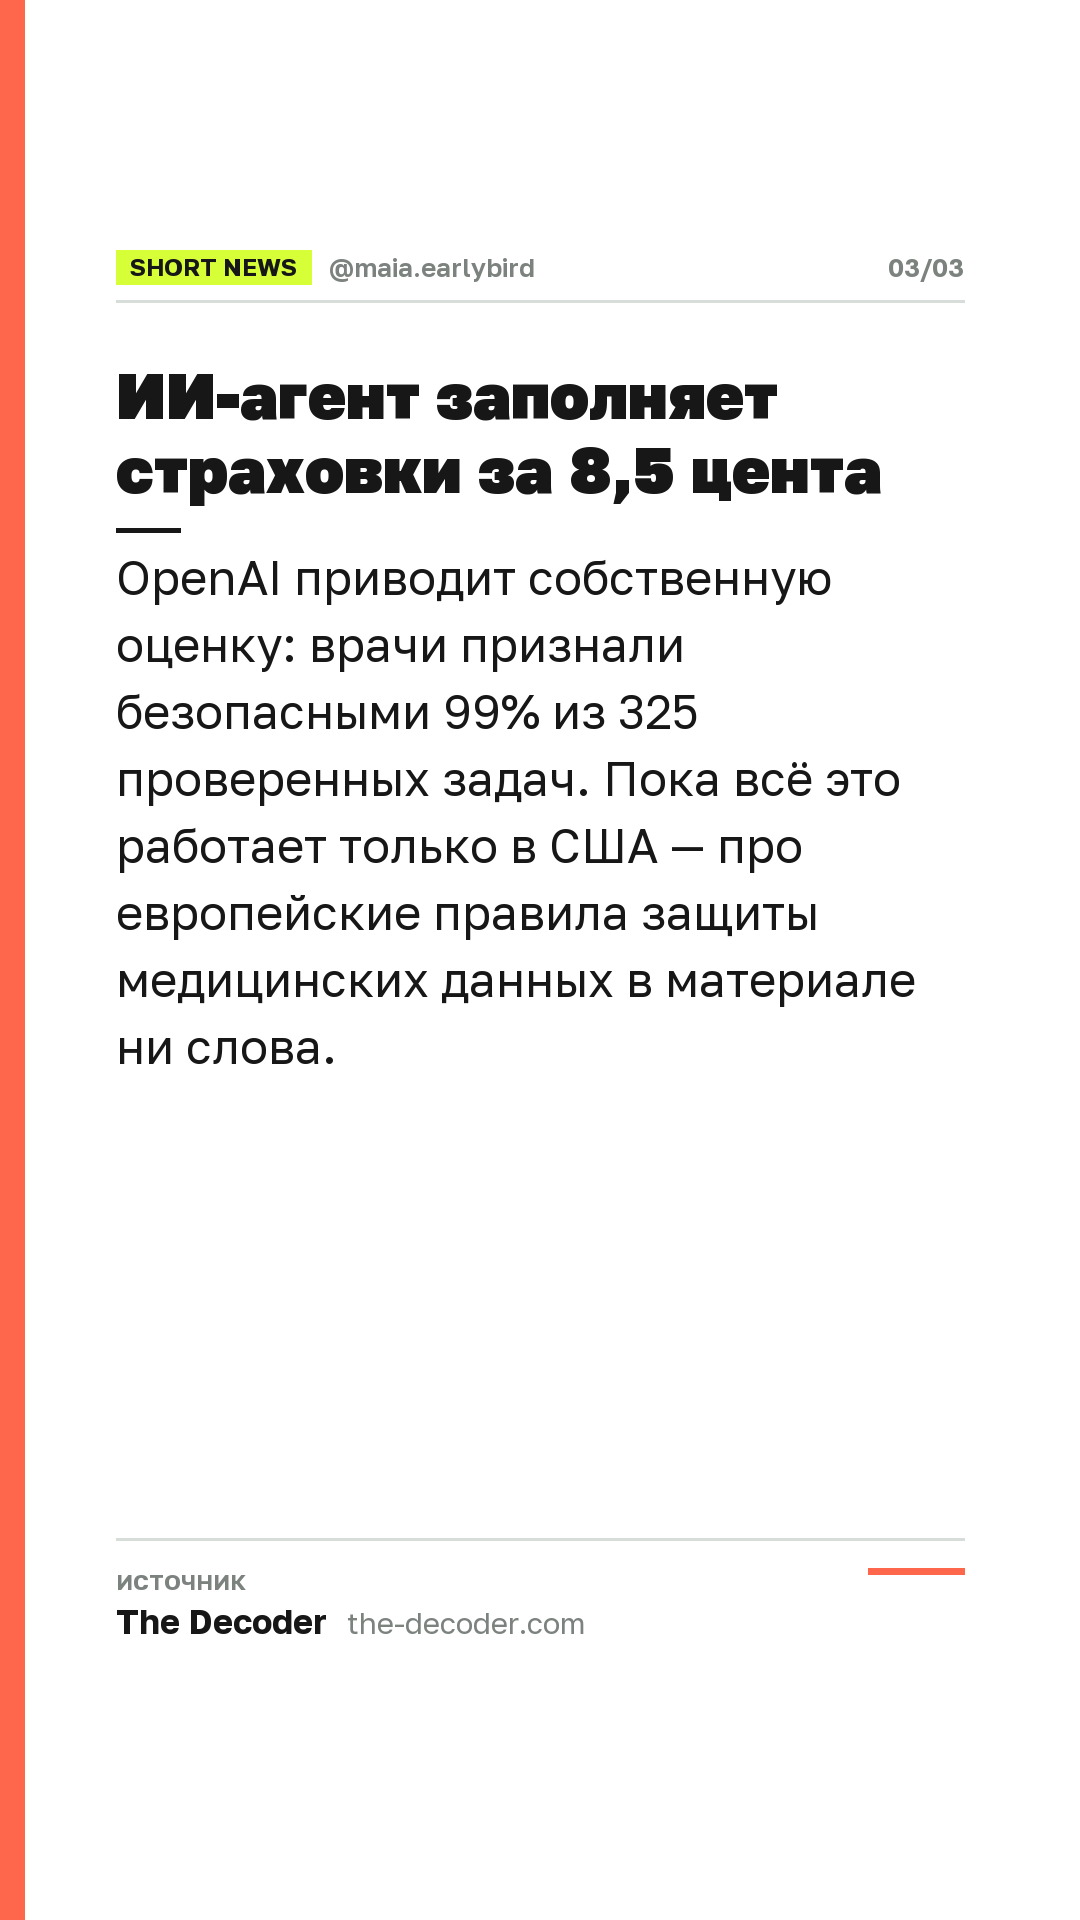 SHORT NEWS @maia.earlybird 03/03
ИИ-агент заполняет
страховки за 8,5 цента
OpenAI приводит собственную
оценку: врачи признали
безопасными 99% из 325
проверенных задач. Пока всё это
работает только в США — про
европейские правила защиты
медицинских данных в материале
ни слова.
источник
The Decoder the-decoder.com